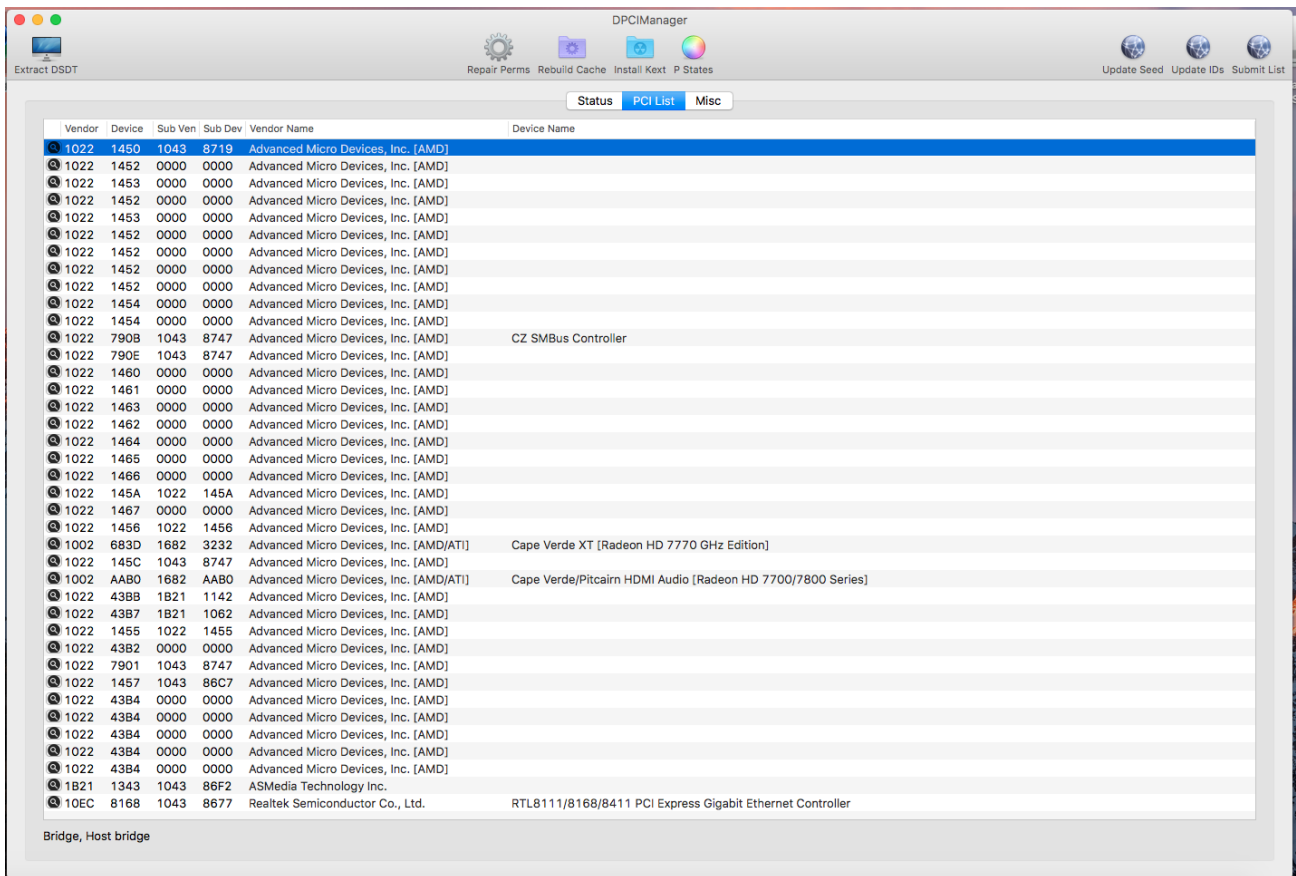 DPCIManager
Extract DSDT
Repair Perms Rebuild Cache Install Kext P States
Update Seed Update IDs Submit List
Status PCI List Misc
Vendor Device Sub Ven Sub Dev Vendor Name Device Name
1022 1450 1043 8719 Advanced Micro Devices, Inc. [AMD]
1022 1452 0000 0000 Advanced Micro Devices, Inc. [AMD]
1022 1453 0000 0000 Advanced Micro Devices, Inc. [AMD]
1022 1452 0000 0000 Advanced Micro Devices, Inc. [AMD]
1022 1453 0000 0000 Advanced Micro Devices, Inc. [AMD]
1022 1452 0000 0000 Advanced Micro Devices, Inc. [AMD]
1022 1452 0000 0000 Advanced Micro Devices, Inc. [AMD]
1022 1452 0000 0000 Advanced Micro Devices, Inc. [AMD]
1022 1452 0000 0000 Advanced Micro Devices, Inc. [AMD]
1022 1454 0000 0000 Advanced Micro Devices, Inc. [AMD]
1022 1454 0000 0000 Advanced Micro Devices, Inc. [AMD]
1022 790B 1043 8747 Advanced Micro Devices, Inc. [AMD] CZ SMBus Controller
1022 790E 1043 8747 Advanced Micro Devices, Inc. [AMD]
1022 1460 0000 0000 Advanced Micro Devices, Inc. [AMD]
1022 1461 0000 0000 Advanced Micro Devices, Inc. [AMD]
1022 1463 0000 0000 Advanced Micro Devices, Inc. [AMD]
1022 1462 0000 0000 Advanced Micro Devices, Inc. [AMD]
1022 1464 0000 0000 Advanced Micro Devices, Inc. [AMD]
1022 1465 0000 0000 Advanced Micro Devices, Inc. [AMD]
1022 1466 0000 0000 Advanced Micro Devices, Inc. [AMD]
1022 145A 1022 145A Advanced Micro Devices, Inc. [AMD]
1022 1467 0000 0000 Advanced Micro Devices, Inc. [AMD]
1022 1456 1022 1456 Advanced Micro Devices, Inc. [AMD]
1002 683D 1682 3232 Advanced Micro Devices, Inc. [AMD/ATI] Cape Verde XT [Radeon HD 7770 GHz Edition]
1022 145C 1043 8747 Advanced Micro Devices, Inc. [AMD]
1002 AAB0 1682 AAB0 Advanced Micro Devices, Inc. [AMD/ATI] Cape Verde/Pitcairn HDMI Audio [Radeon HD 7700/7800 Series]
1022 43BB 1B21 1142 Advanced Micro Devices, Inc. [AMD]
1022 43B7 1B21 1062 Advanced Micro Devices, Inc. [AMD]
1022 1455 1022 1455 Advanced Micro Devices, Inc. [AMD]
1022 43B2 0000 0000 Advanced Micro Devices, Inc. [AMD]
1022 7901 1043 8747 Advanced Micro Devices, Inc. [AMD]
1022 1457 1043 86C7 Advanced Micro Devices, Inc. [AMD]
1022 43B4 0000 0000 Advanced Micro Devices, Inc. [AMD]
1022 43B4 0000 0000 Advanced Micro Devices, Inc. [AMD]
1022 43B4 0000 0000 Advanced Micro Devices, Inc. [AMD]
1022 43B4 0000 0000 Advanced Micro Devices, Inc. [AMD]
1022 43B4 0000 0000 Advanced Micro Devices, Inc. [AMD]
1B21 1343 1043 86F2 ASMedia Technology Inc.
10EC 8168 1043 8677 Realtek Semiconductor Co., Ltd. RTL8111/8168/8411 PCI Express Gigabit Ethernet Controller
Bridge, Host bridge